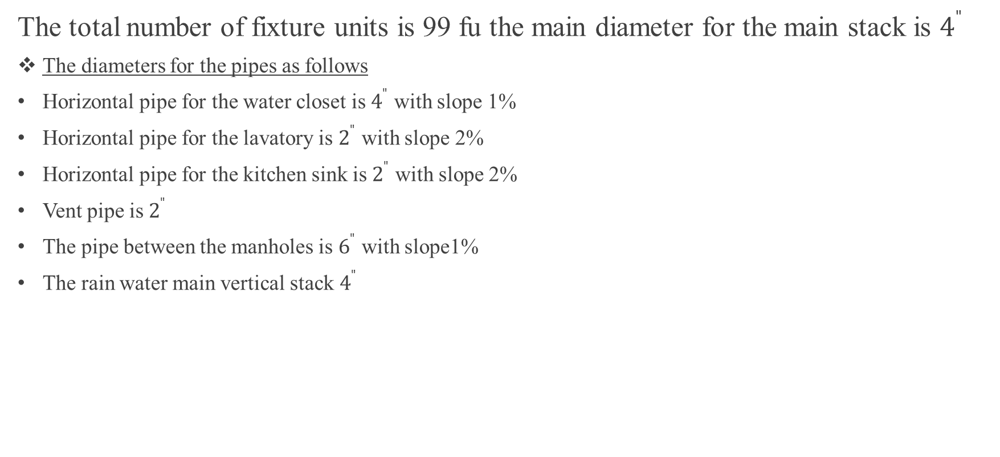 The total number of fixture units is 99 fu the main diameter for the main stack is 4"
❖ The diameters for the pipes as follows
• Horizontal pipe for the water closet is 4" with slope 1%
• Horizontal pipe for the lavatory is 2" with slope 2%
• Horizontal pipe for the kitchen sink is 2" with slope 2%
• Vent pipe is 2"
• The pipe between the manholes is 6" with slope1%
• The rain water main vertical stack 4"